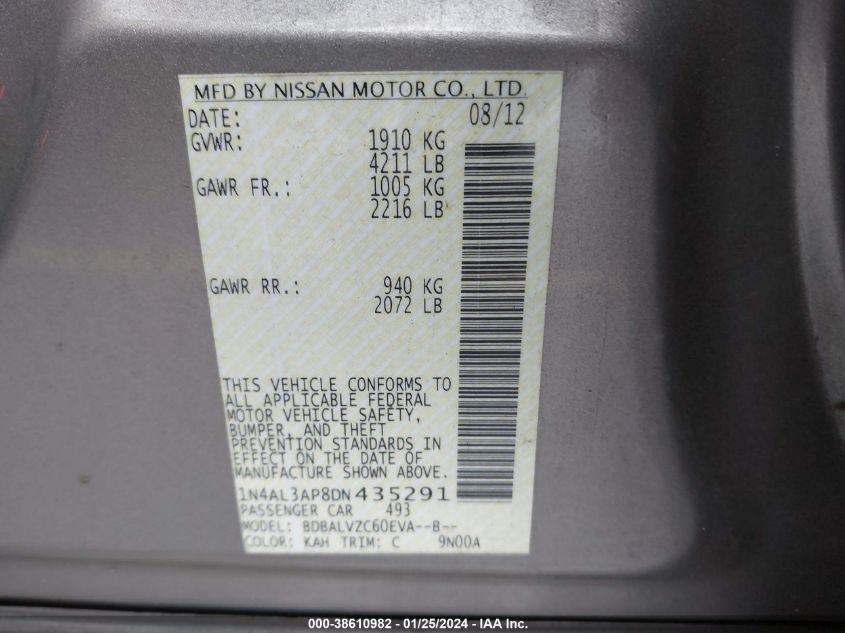 MFD BY NISSAN MOTOR CO., LTD.
DATE: 08/12
GVWR: 1910 KG
4211 LB
GAWR FR.: 1005 KG
2216 LB
GAWR RR.: 940 KG
2072 LB
THIS VEHICLE CONFORMS TO
ALL APPLICABLE FEDERAL
MOTOR VEHICLE SAFETY,
BUMPER, AND THEFT
PREVENTION STANDARDS IN
EFFECT ON THE DATE OF
MANUFACTURE SHOWN ABOVE.
1N4AL3AP8DN 435291
PASSENGER CAR 493
MODEL: BDBALVZC60EVA--B--
COLOR: KAH TRIM: C 9N00A
000-38610982 - 01/25/2024 - IAA Inc.